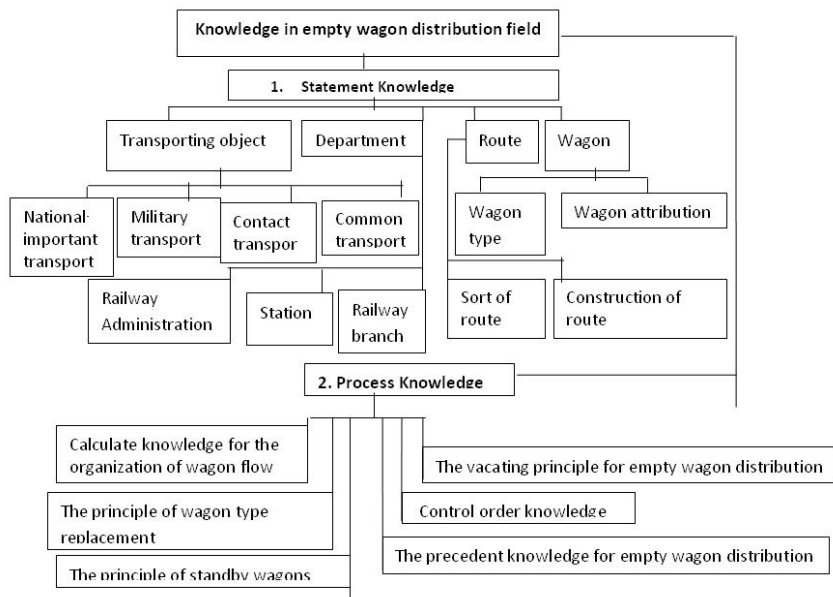 Knowledge in empty wagon distribution field
1. Statement Knowledge
Transporting object
Department
Route
Wagon
National-
important
transport
Military
transport
Contact
transpor
Common
transport
Wagon
type
Wagon attribution
Railway
Administration
Station
Railway
branch
Sort of
route
Construction of
route
2. Process Knowledge
Calculate knowledge for the
organization of wagon flow
The vacating principle for empty wagon distribution
The principle of wagon type
replacement
Control order knowledge
The precedent knowledge for empty wagon distribution
The principle of standby wagons